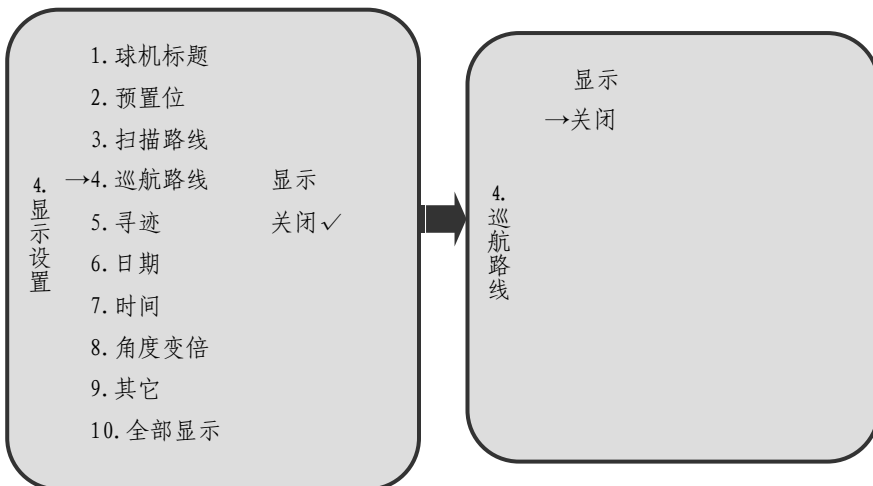 4.显示设置
1.球机标题
2.预置位
3.扫描路线
→4.巡航路线 显示
5.寻迹 关闭✓
6.日期
7.时间
8.角度变倍
9.其它
10.全部显示
4.巡航路线
显示
→关闭